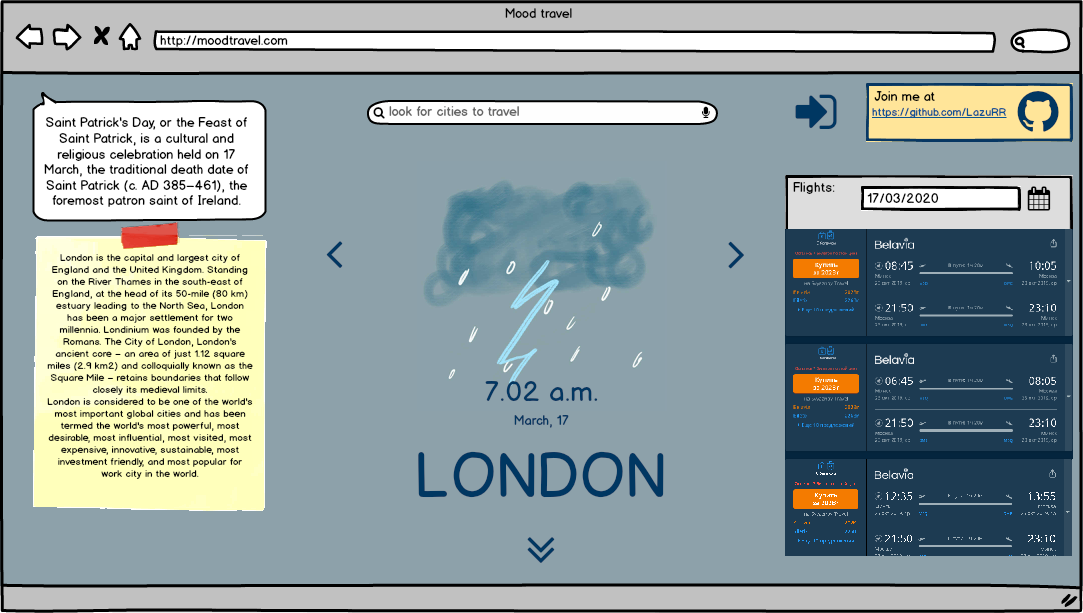 Mood travel
http://moodtravel.com
Saint Patrick's Day, or the Feast of
Saint Patrick, is a cultural and
religious celebration held on 17
March, the traditional death date of
Saint Patrick (c. AD 385–461), the
foremost patron saint of Ireland.
look for cities to travel
Join me at
https://github.com/LazuRR
London is the capital and largest city of
England and the United Kingdom. Standing
on the River Thames in the south-east of
England, at the head of its 50-mile (80 km)
estuary leading to the North Sea, London
has been a major settlement for two
millennia. Londinium was founded by the
Romans. The City of London, London's
ancient core – an area of just 1.12 square
miles (2.9 km2) and colloquially known as the
Square Mile – retains boundaries that follow
closely its medieval limits.
London is considered to be one of the world's
most important global cities and has been
termed the world's most powerful, most
desirable, most influential, most visited, most
expensive, innovative, sustainable, most
investment friendly, and most popular for
work city in the world.
7.02 a.m.
March, 17
LONDON
Flights:
17/03/2020
Belavia
Купить
08:45
10:05
21:50
23:10
Belavia
Купить
06:45
08:05
21:50
23:10
Belavia
Купить
12:35
13:55
21:50
23:10